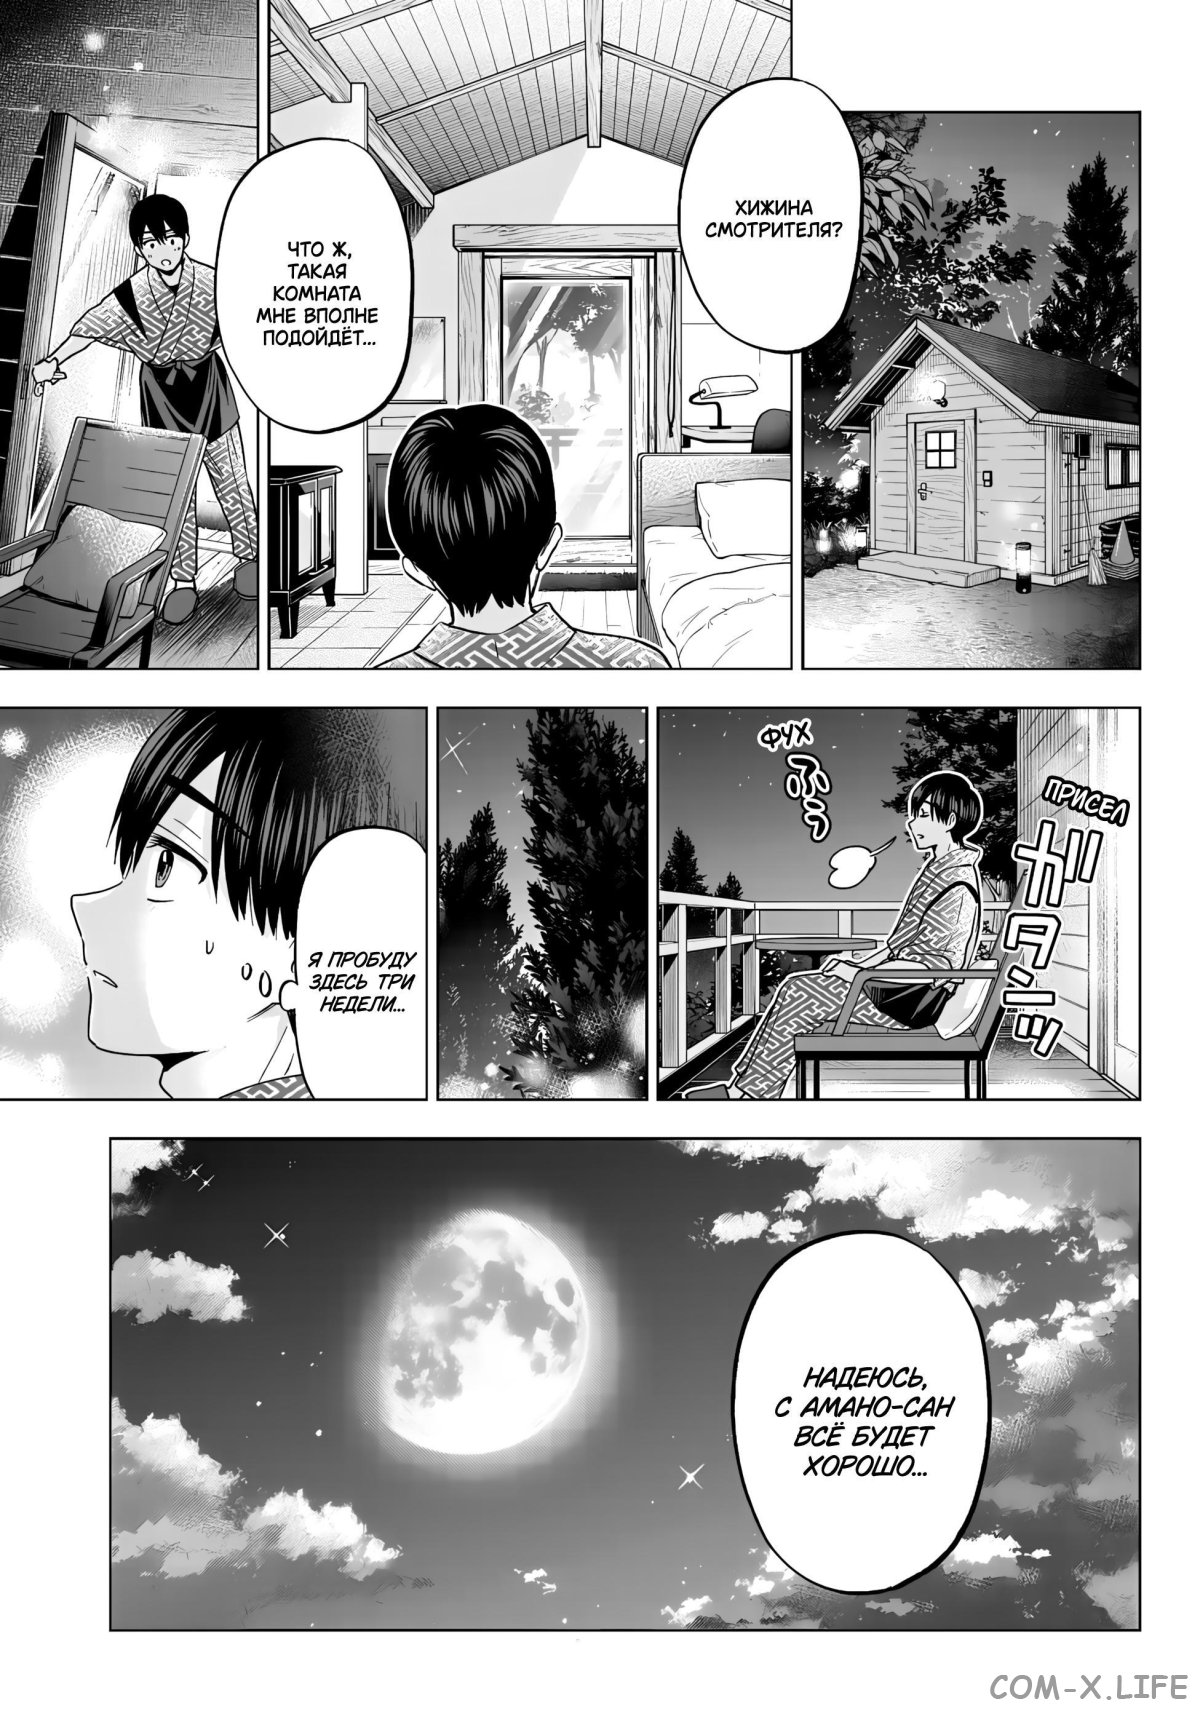 ХИЖИНА
СМОТРИТЕЛЯ?
ЧТО Ж,
ТАКАЯ
КОМНАТА
МНЕ ВПОЛНЕ
ПОДОЙДЁТ...
ПРИСЕЛ
ガタンッ
ФУХ
ふぅ
Я ПРОБУДУ
ЗДЕСЬ ТРИ
НЕДЕЛИ...
НАДЕЮСЬ,
С АМАНО-САН
ВСЁ БУДЕТ
ХОРОШО...
COM-X.LIFE